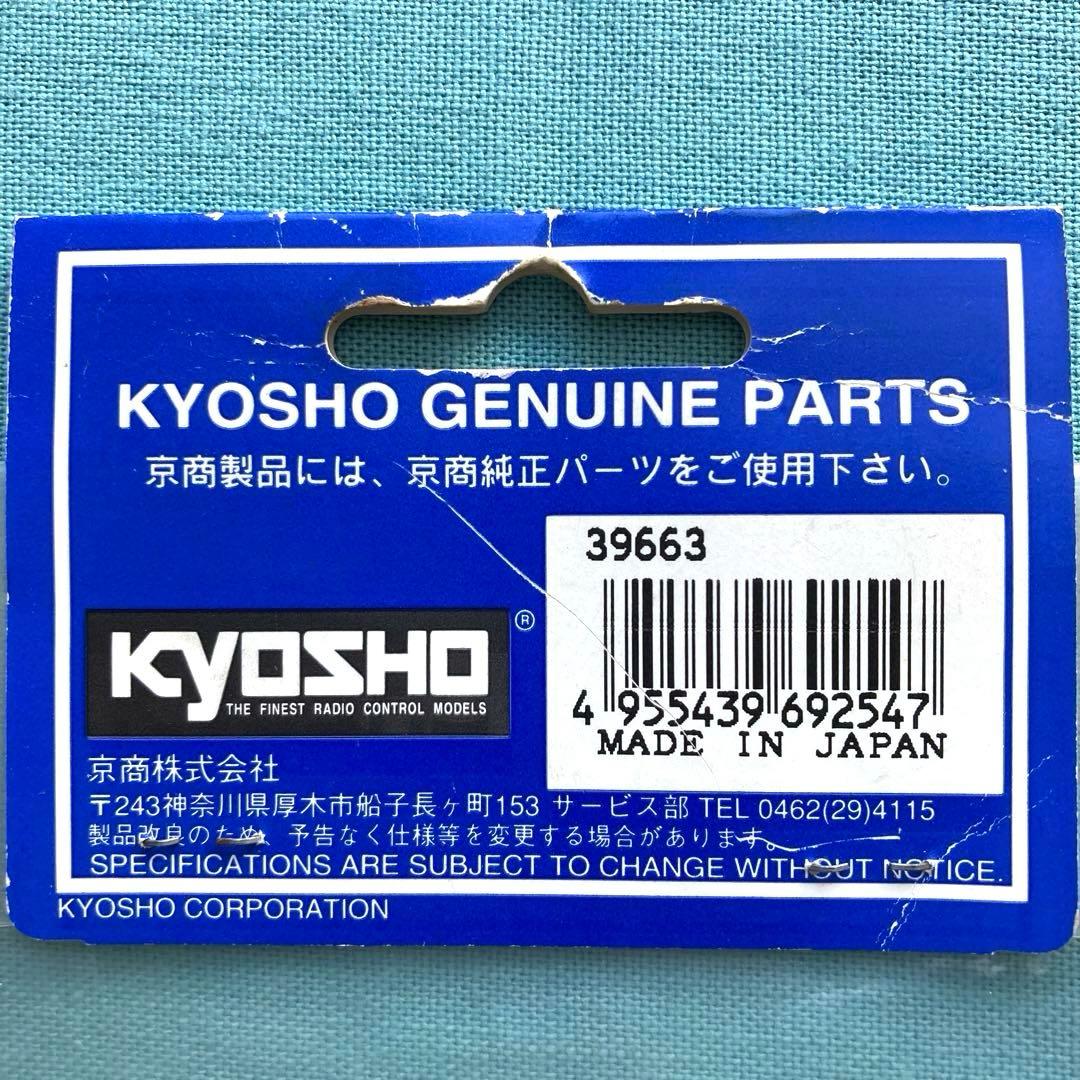 KYOSHO GENUINE PARTS
京商製品には、京商純正パーツをご使用下さい。
39663
KYOSHO ®
THE FINEST RADIO CONTROL MODELS
4 955439 692547
MADE IN JAPAN
京商株式会社
〒243神奈川県厚木市船子長ヶ町153 サービス部 TEL 0462(29)4115
製品改良のため、予告なく仕様等を変更する場合があります。
SPECIFICATIONS ARE SUBJECT TO CHANGE WITHOUT NOTICE.
KYOSHO CORPORATION